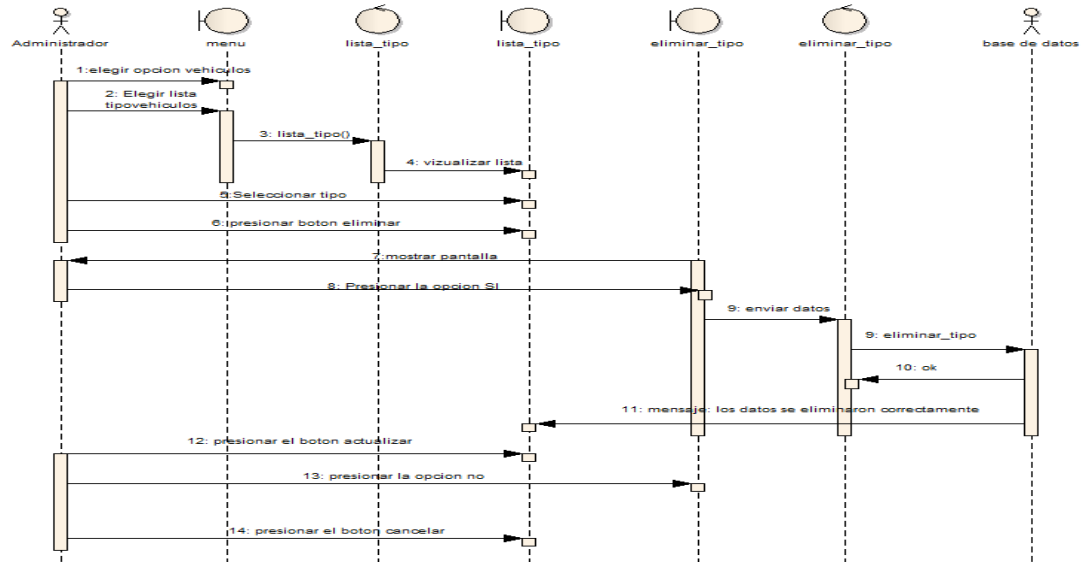 Administrador
menu
lista_tipo
lista_tipo
eliminar_tipo
eliminar_tipo
base de datos
1:elegir opcion vehiculos
2: Elegir lista
tipovehiculos
3: lista_tipo()
4: vizualizar lista
5:Seleccionar tipo
6: presionar boton eliminar
7:mostrar pantalla
8: Presionar la opcion SI
9: enviar datos
9: eliminar_tipo
10: ok
11: mensaje: los datos se eliminaron correctamente
12: presionar el boton actualizar
13: presionar la opcion no
14: presionar el boton cancelar